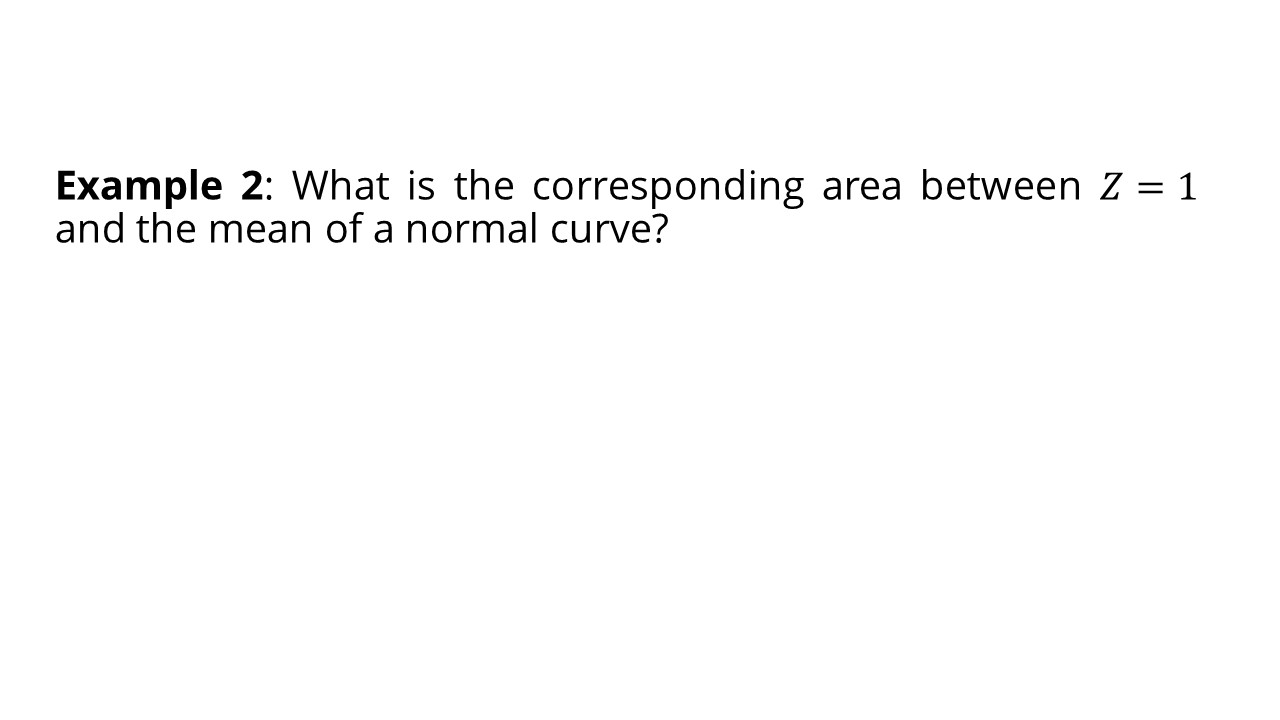 Example 2: What is the corresponding area between Z = 1
and the mean of a normal curve?